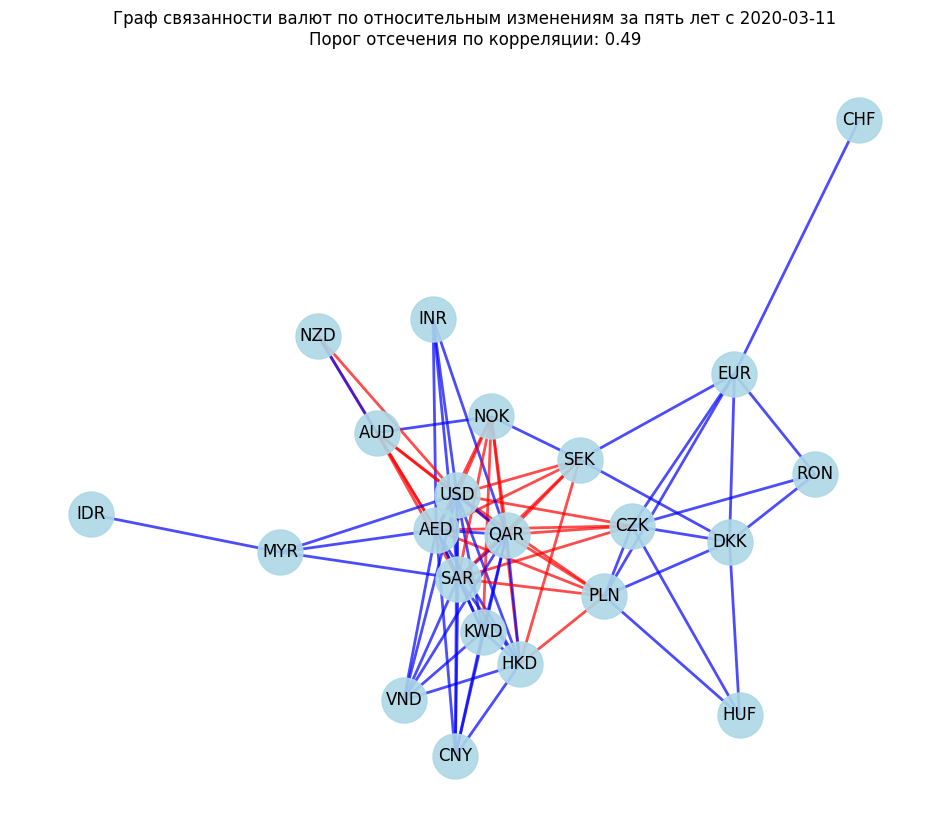 Граф связанности валют по относительным изменениям за пять лет с 2020-03-11
Порог отсечения по корреляции: 0.49
CHF
INR
NZD
EUR
NOK
AUD
SEK
RON
USD
IDR
CZK
AED
QAR
DKK
MYR
SAR
PLN
KWD
HKD
VND
HUF
CNY